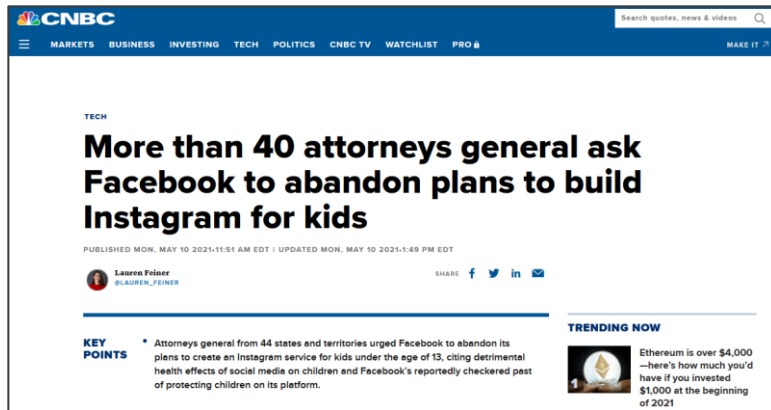 CNBC
Search quotes, news & videos
MARKETS BUSINESS INVESTING TECH POLITICS CNBC TV WATCHLIST PRO
MAKE IT
TECH
More than 40 attorneys general ask
Facebook to abandon plans to build
Instagram for kids
PUBLISHED MON, MAY 10 2021•11:51 AM EDT | UPDATED MON, MAY 10 2021•1:49 PM EDT
Lauren Feiner
@LAUREN_FEINER
SHARE
KEY
POINTS
• Attorneys general from 44 states and territories urged Facebook to abandon its
plans to create an Instagram service for kids under the age of 13, citing detrimental
health effects of social media on children and Facebook's reportedly checkered past
of protecting children on its platform.
TRENDING NOW
1
Ethereum is over $4,000
—here's how much you'd
have if you invested
$1,000 at the beginning
of 2021